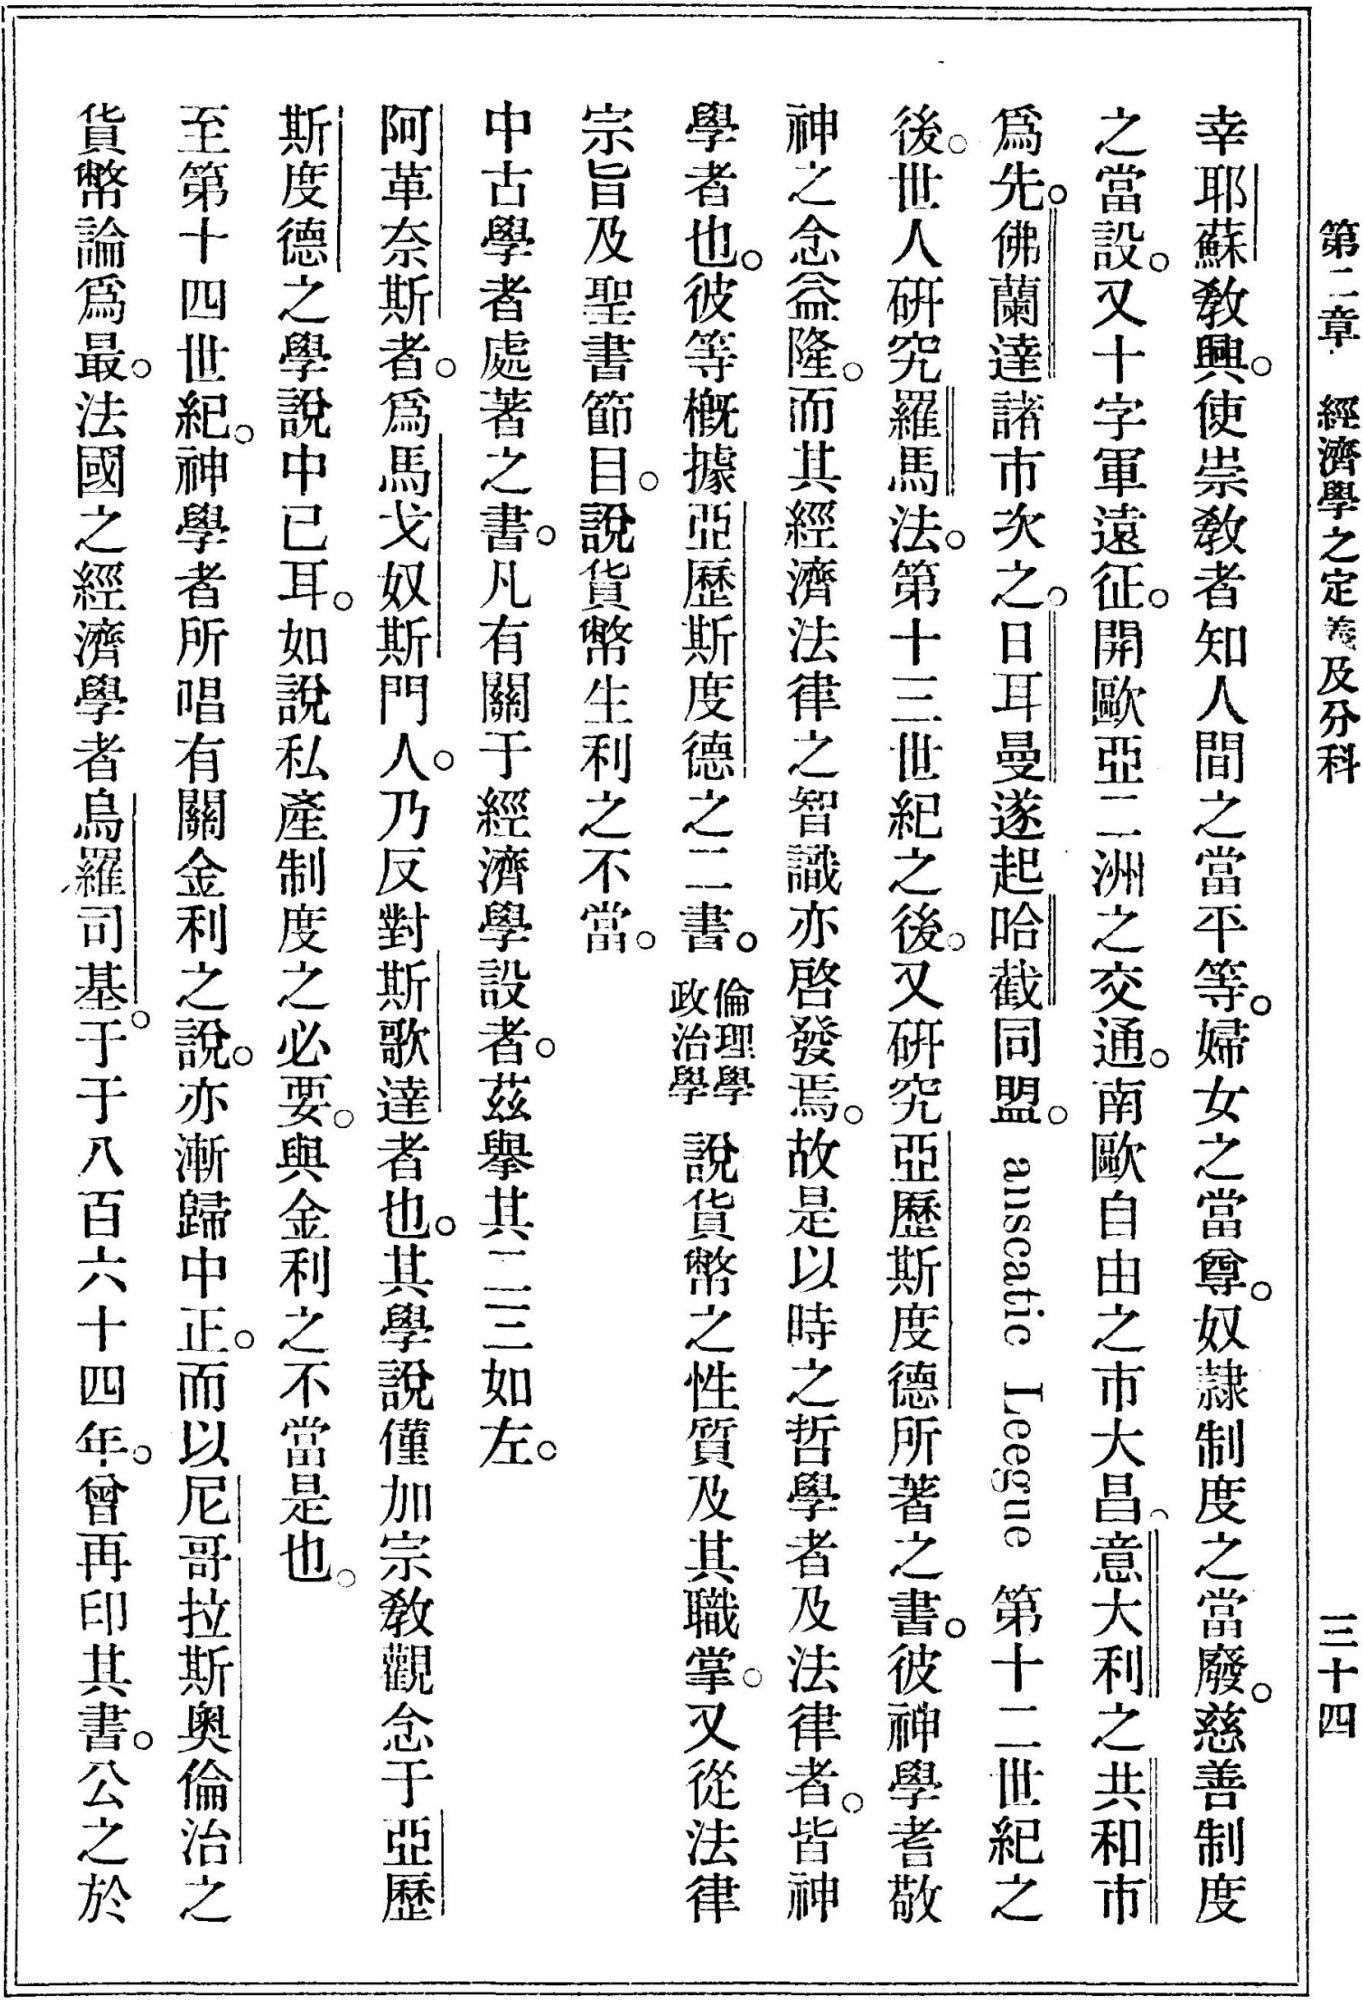 第二章　經濟學之定義及分科　三十四
幸耶蘇敎興。使崇敎者知人間之當平等。婦女之當尊。奴隷制度之當廢。慈善制度
之當設。又十字軍遠征。開歐亞二洲之交通。南歐自由之市大昌。意大利之共和市
爲先。佛蘭達諸市次之。日耳曼遂起哈截同盟。anscatic Leegue 第十二世紀之
後。世人硏究羅馬法。第十三世紀之後。又硏究亞歷斯度德所著之書。彼神學者敬
神之念益隆。而其經濟法律之智識亦啓發焉。故是以時之哲學者及法律者。皆神
學者也。彼等槪據亞歷斯度德之二書。倫理學政治學說貨幣之性質及其職掌。又從法律
宗旨及聖書節目。說貨幣生利之不當。
中古學者處著之書。凡有關于經濟學設者。茲擧其二三如左。
阿革奈斯者。爲馬戈奴斯門人。乃反對斯歌達者也。其學說僅加宗敎觀念于亞歷
斯度德之學說中已耳。如說私產制度之必要。與金利之不當是也。
至第十四世紀。神學者所唱有關金利之說。亦漸歸中正。而以尼哥拉斯奧倫治之
貨幣論爲最。法國之經濟學者烏羅司基。于于八百六十四年。曾再印其書。公之於